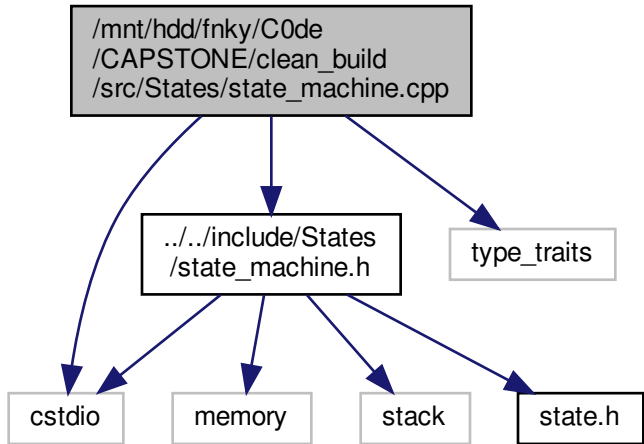 /mnt/hdd/fnky/C0de
/CAPSTONE/clean_build
/src/States/state_machine.cpp
../../include/States
/state_machine.h
type_traits
cstdio
memory
stack
state.h